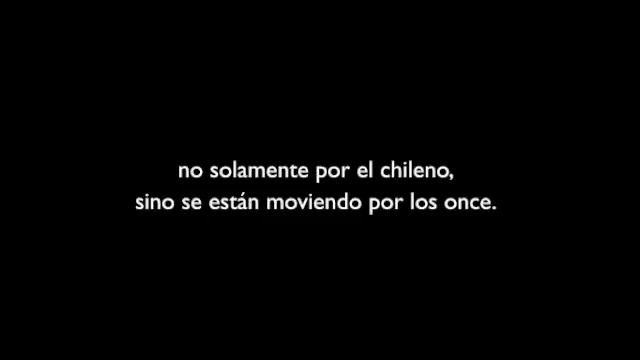 no solamente por el chileno,
sino se están moviendo por los once.